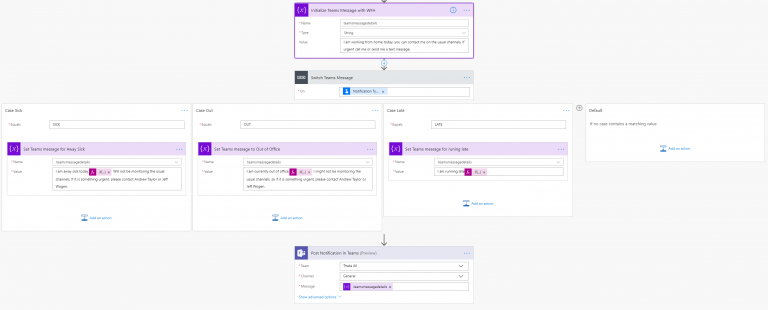 Initialize Teams Message with WFH
* Name
teamsmessagedetails
* Type
String
Value
I am working from home today, you can contact me on the usual channels, if
urgent call me or send me a text message.
Switch Teams Message
* On
Notification Ty... x
Case Sick
* Equals
SICK
Set Teams message for Away Sick
* Name
teamsmessagedetails
* Value
I am away sick today
. Will not be monitoring the usual
channels. If it is something urgent, please contact Andrew Taylor or Jeff
Wogen.
Add an action
Case Out
* Equals
OUT
Set Teams message to Out of Office
* Name
teamsmessagedetails
* Value
I am currently out of office
I might not be monitoring the
usual channels, so if it is something urgent, please contact Andrew Taylor or
Jeff Wogen.
Add an action
Case Late
* Equals
LATE
Set Teams message for runing late
* Name
teamsmessagedetails
* Value
I am running late
Add an action
Default
If no case contains a matching value
Add an action
Post Notification in Teams (Preview)
* Team
* Channel
General
* Message
teamsmessagedetails x
Show advanced options